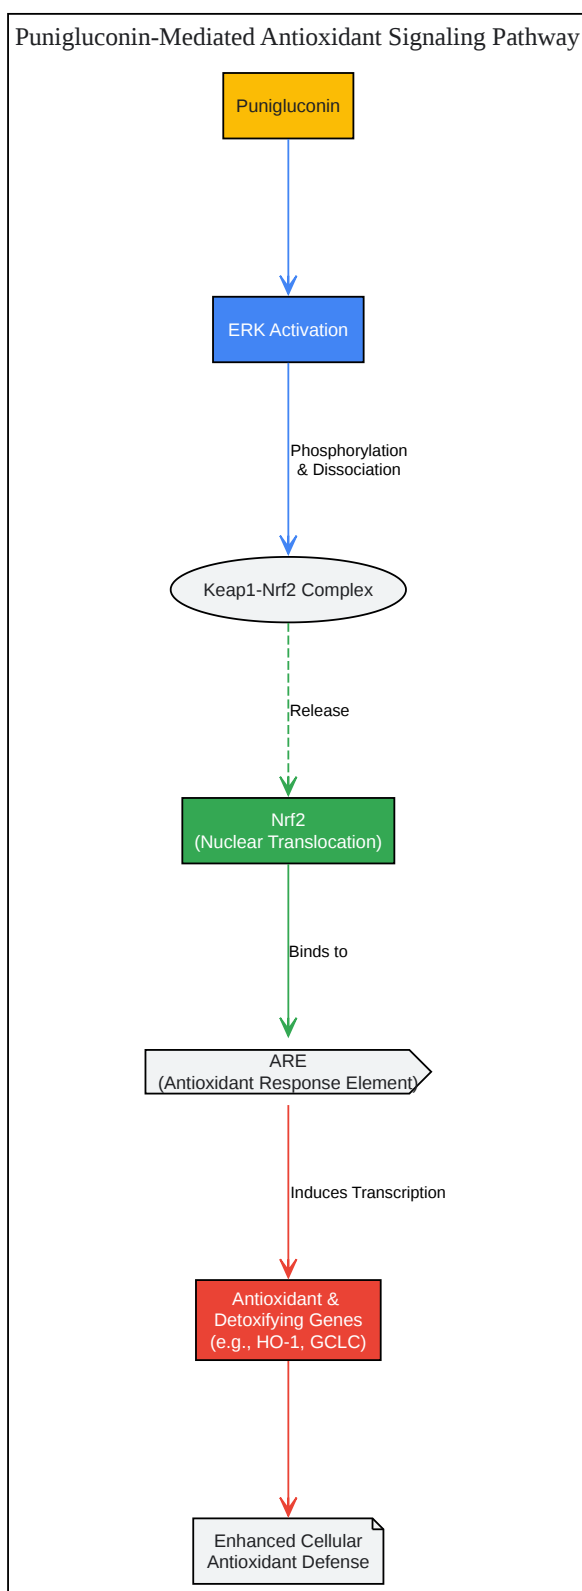 Punigluconin-Mediated Antioxidant Signaling Pathway
Punigluconin
ERK Activation
Phosphorylation
& Dissociation
Keap1-Nrf2 Complex
Release
Nrf2
(Nuclear Translocation)
Binds to
ARE
(Antioxidant Response Element)
Induces Transcription
Antioxidant &
Detoxifying Genes
(e.g., HO-1, GCLC)
Enhanced Cellular
Antioxidant Defense